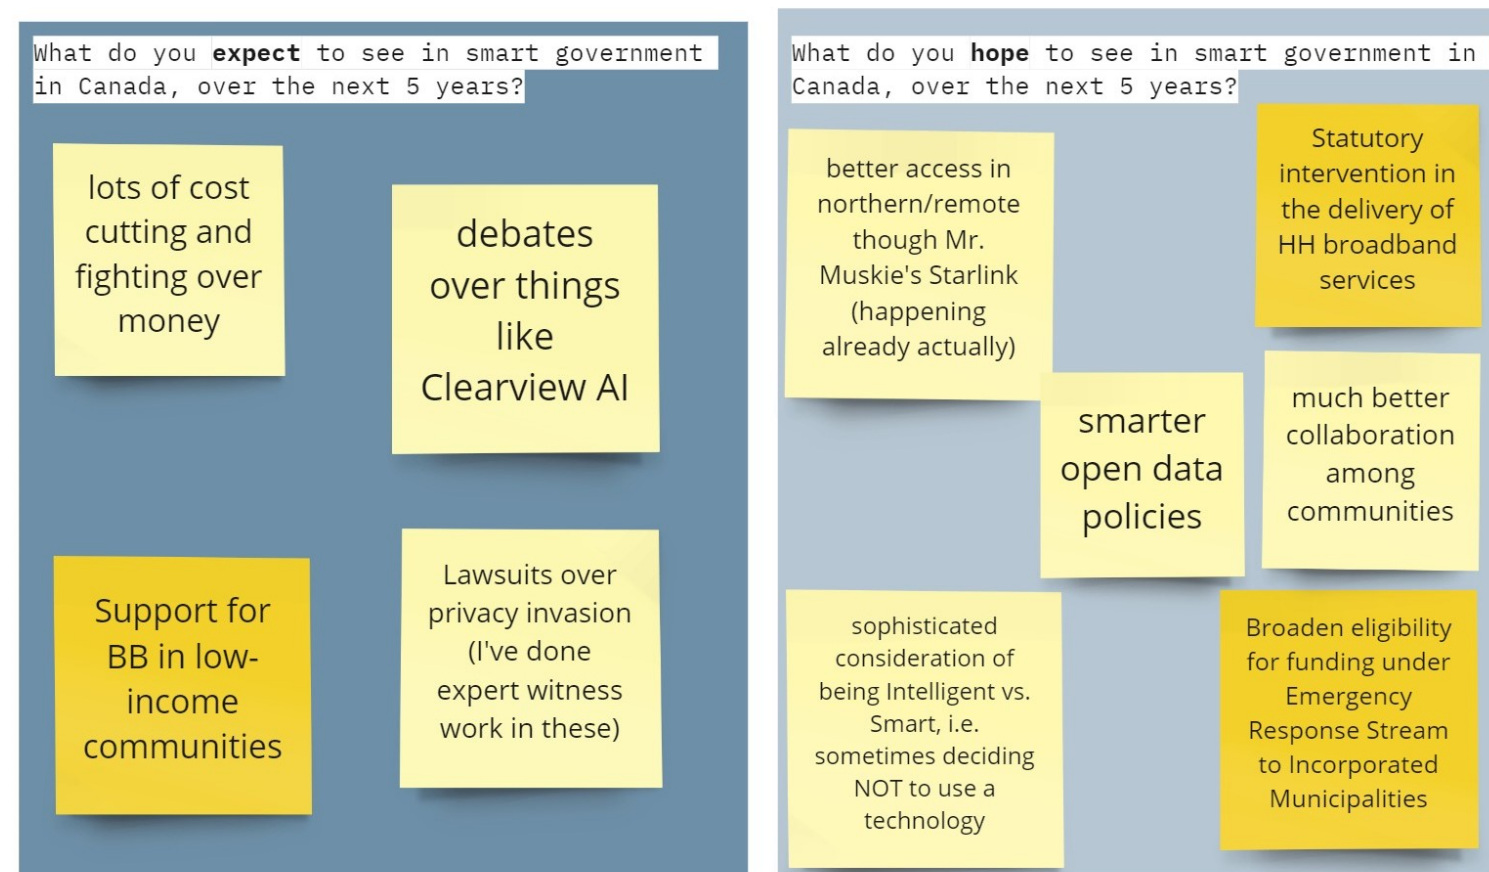 What do you expect to see in smart government
in Canada, over the next 5 years?
lots of cost
cutting and
fighting over
money
debates
over things
like
Clearview AI
Support for
BB in low-
income
communities
Lawsuits over
privacy invasion
(I've done
expert witness
work in these)
What do you hope to see in smart government in
Canada, over the next 5 years?
better access in
northern/remote
though Mr.
Muskie's Starlink
(happening
already actually)
Statutory
intervention in
the delivery of
HH broadband
services
smarter
open data
policies
much better
collaboration
among
communities
sophisticated
consideration of
being Intelligent vs.
Smart, i.e.
sometimes deciding
NOT to use a
technology
Broaden eligibility
for funding under
Emergency
Response Stream
to Incorporated
Municipalities